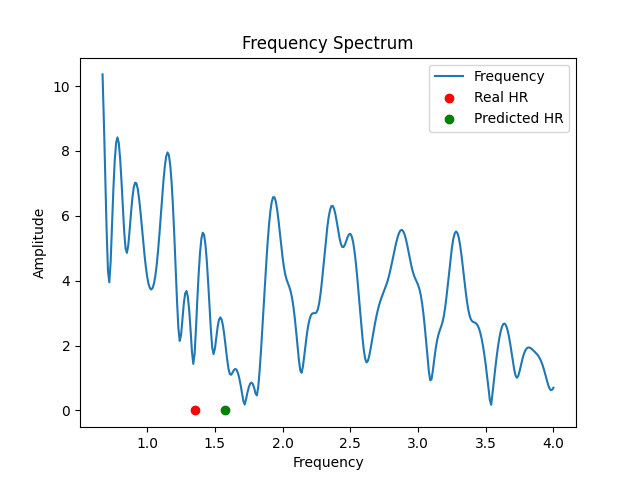 Frequency Spectrum
Frequency
Real HR
Predicted HR
Amplitude
10
8
6
4
2
0
1.0 1.5 2.0 2.5 3.0 3.5 4.0
Frequency